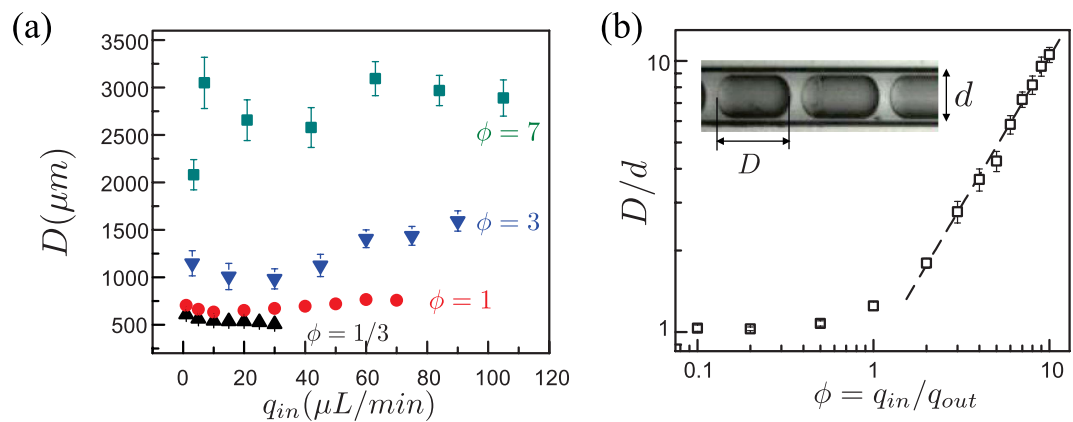 (a)
3500
3000
2500
2000
1500
1000
500
D(μm)
ϕ = 7
ϕ = 3
ϕ = 1
ϕ = 1/3
0 20 40 60 80 100 120
q_in(μL/min)
(b)
10
1
D/d
d
D
0.1 1 10
ϕ = q_in/q_out